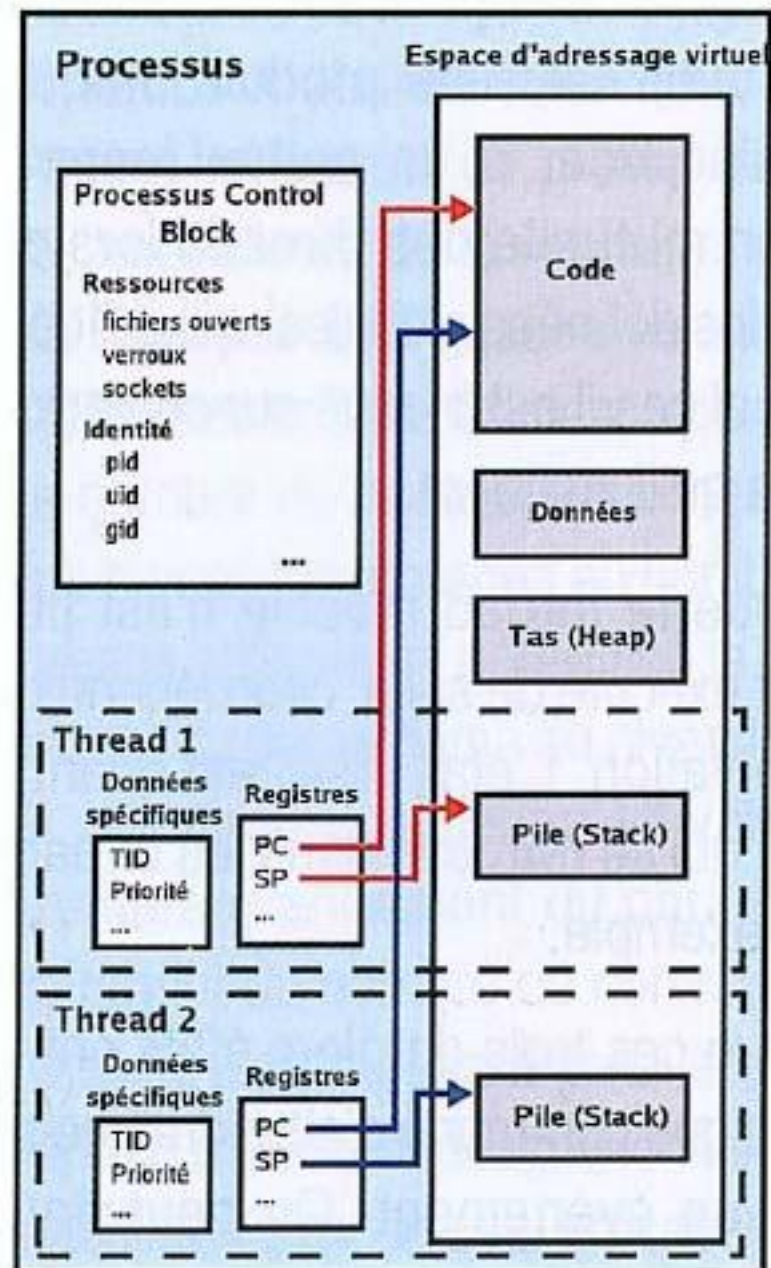 Processus
Espace d'adressage virtuel
Processus Control
Block
Ressources
fichiers ouverts
verroux
sockets
Identité
pid
uid
gid
...
Code
Données
Tas (Heap)
Thread 1
Données
spécifiques
TID
Priorité
...
Registres
PC
SP
...
Pile (Stack)
Thread 2
Données
spécifiques
TID
Priorité
...
Registres
PC
SP
...
Pile (Stack)